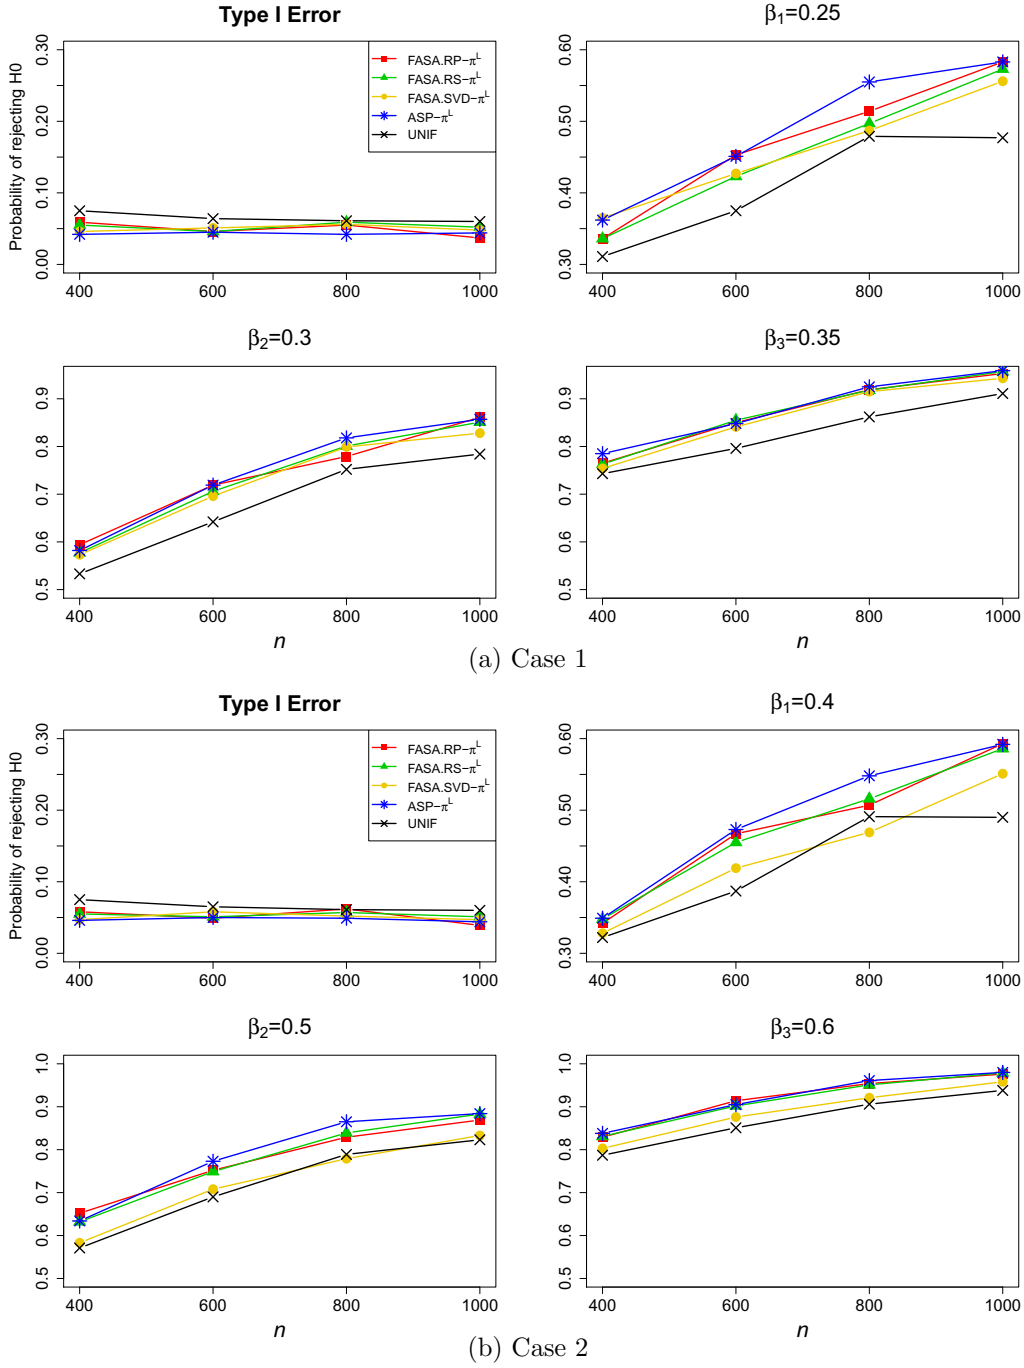 Type I Error
Probability of rejecting H0
0.00 0.10 0.20 0.30
400 600 800 1000
FASA.RP−π^L
FASA.RS−π^L
FASA.SVD−π^L
ASP−π^L
UNIF
β₁=0.25
0.30 0.40 0.50 0.60
400 600 800 1000
β₂=0.3
0.5 0.6 0.7 0.8 0.9
400 600 800 1000
n
β₃=0.35
0.5 0.6 0.7 0.8 0.9
400 600 800 1000
n
(a) Case 1
Type I Error
Probability of rejecting H0
0.00 0.10 0.20 0.30
400 600 800 1000
FASA.RP−π^L
FASA.RS−π^L
FASA.SVD−π^L
ASP−π^L
UNIF
β₁=0.4
0.30 0.40 0.50 0.60
400 600 800 1000
β₂=0.5
0.5 0.6 0.7 0.8 0.9 1.0
400 600 800 1000
n
β₃=0.6
0.5 0.6 0.7 0.8 0.9 1.0
400 600 800 1000
n
(b) Case 2